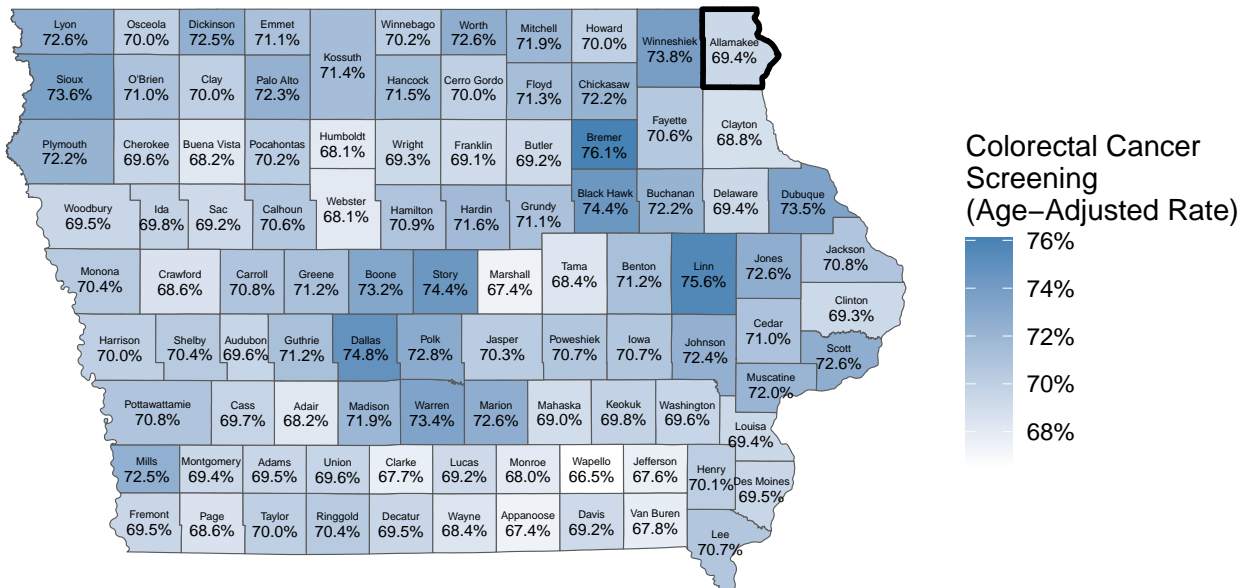 Lyon
72.6%
Osceola
70.0%
Dickinson
72.5%
Emmet
71.1%
Kossuth
71.4%
Winnebago
70.2%
Worth
72.6%
Mitchell
71.9%
Howard
70.0%
Winneshiek
73.8%
Allamakee
69.4%
Sioux
73.6%
O'Brien
71.0%
Clay
70.0%
Palo Alto
72.3%
Hancock
71.5%
Cerro Gordo
70.0%
Floyd
71.3%
Chickasaw
72.2%
Fayette
70.6%
Clayton
68.8%
Plymouth
72.2%
Cherokee
69.6%
Buena Vista
68.2%
Pocahontas
70.2%
Humboldt
68.1%
Wright
69.3%
Franklin
69.1%
Butler
69.2%
Bremer
76.1%
Woodbury
69.5%
Ida
69.8%
Sac
69.2%
Calhoun
70.6%
Webster
68.1%
Hamilton
70.9%
Hardin
71.6%
Grundy
71.1%
Black Hawk
74.4%
Buchanan
72.2%
Delaware
69.4%
Dubuque
73.5%
Monona
70.4%
Crawford
68.6%
Carroll
70.8%
Greene
71.2%
Boone
73.2%
Story
74.4%
Marshall
67.4%
Tama
68.4%
Benton
71.2%
Linn
75.6%
Jones
72.6%
Jackson
70.8%
Clinton
69.3%
Harrison
70.0%
Shelby
70.4%
Audubon
69.6%
Guthrie
71.2%
Dallas
74.8%
Polk
72.8%
Jasper
70.3%
Poweshiek
70.7%
Iowa
70.7%
Johnson
72.4%
Cedar
71.0%
Scott
72.6%
Muscatine
72.0%
Pottawattamie
70.8%
Cass
69.7%
Adair
68.2%
Madison
71.9%
Warren
73.4%
Marion
72.6%
Mahaska
69.0%
Keokuk
69.8%
Washington
69.6%
Louisa
69.4%
Mills
72.5%
Montgomery
69.4%
Adams
69.5%
Union
69.6%
Clarke
67.7%
Lucas
69.2%
Monroe
68.0%
Wapello
66.5%
Jefferson
67.6%
Henry
70.1%
Des Moines
69.5%
Fremont
69.5%
Page
68.6%
Taylor
70.0%
Ringgold
70.4%
Decatur
69.5%
Wayne
68.4%
Appanoose
67.4%
Davis
69.2%
Van Buren
67.8%
Lee
70.7%
Colorectal Cancer
Screening
(Age−Adjusted Rate)
76%
74%
72%
70%
68%